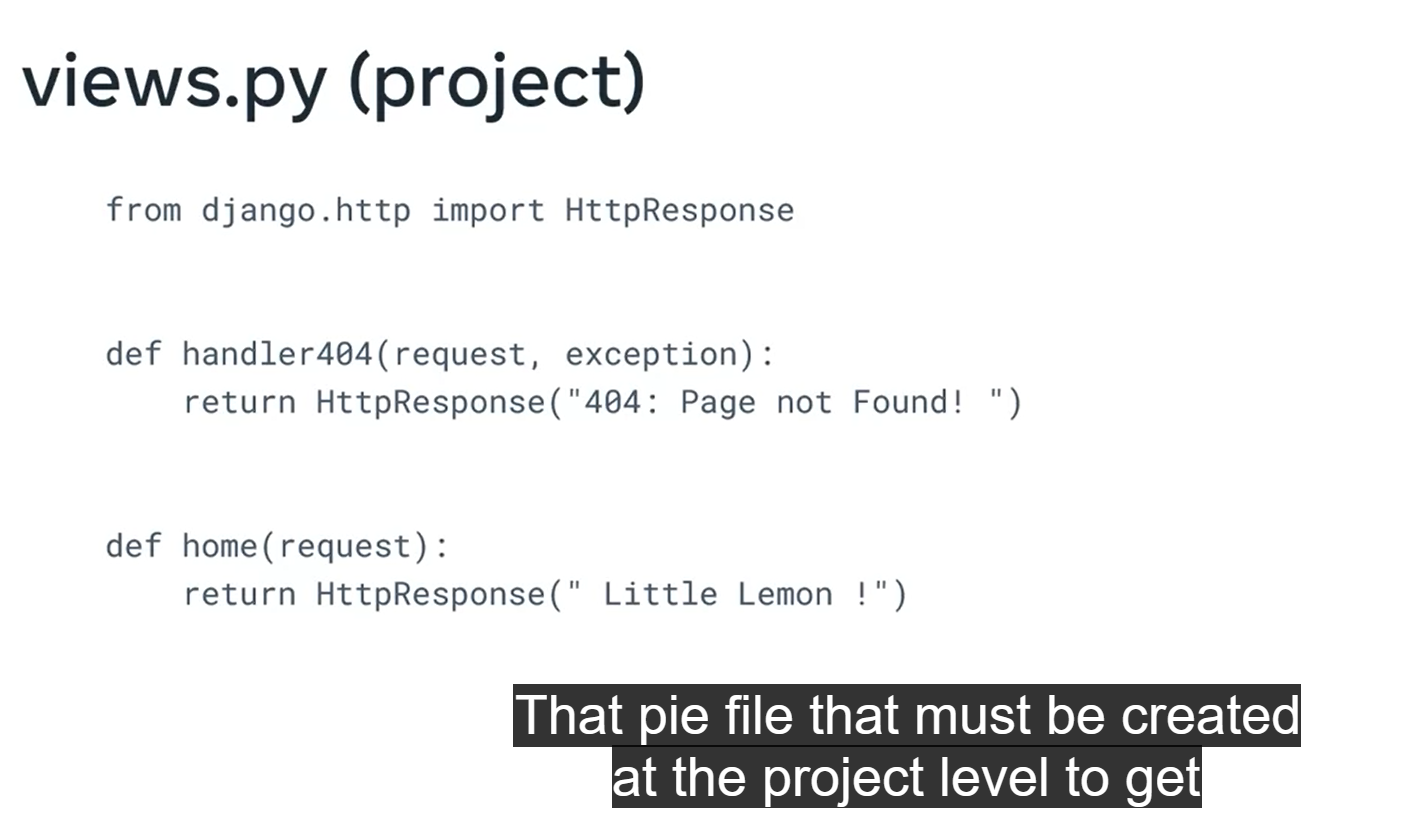 views.py (project)
from django.http import HttpResponse
def handler404(request, exception):
    return HttpResponse("404: Page not Found! ")
def home(request):
    return HttpResponse(" Little Lemon !")
That pie file that must be created
at the project level to get